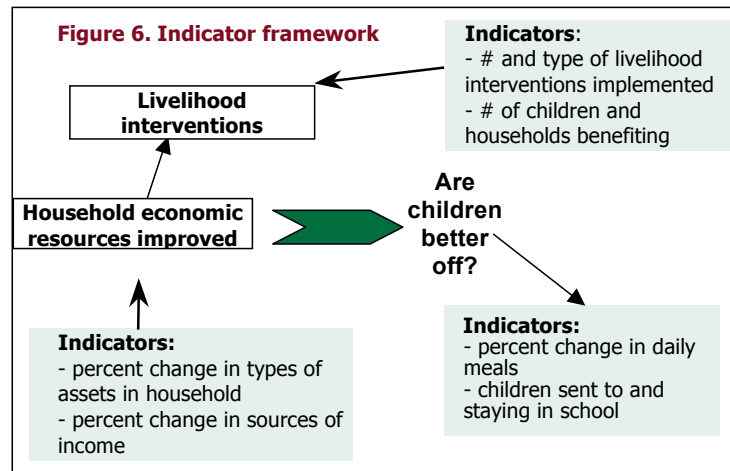 Figure 6. Indicator framework
Indicators:
- # and type of livelihood
interventions implemented
- # of children and
households benefiting
Livelihood
interventions
Household economic
resources improved
Are
children
better
off?
Indicators:
- percent change in types of
assets in household
- percent change in sources of
income
Indicators:
- percent change in daily
meals
- children sent to and
staying in school